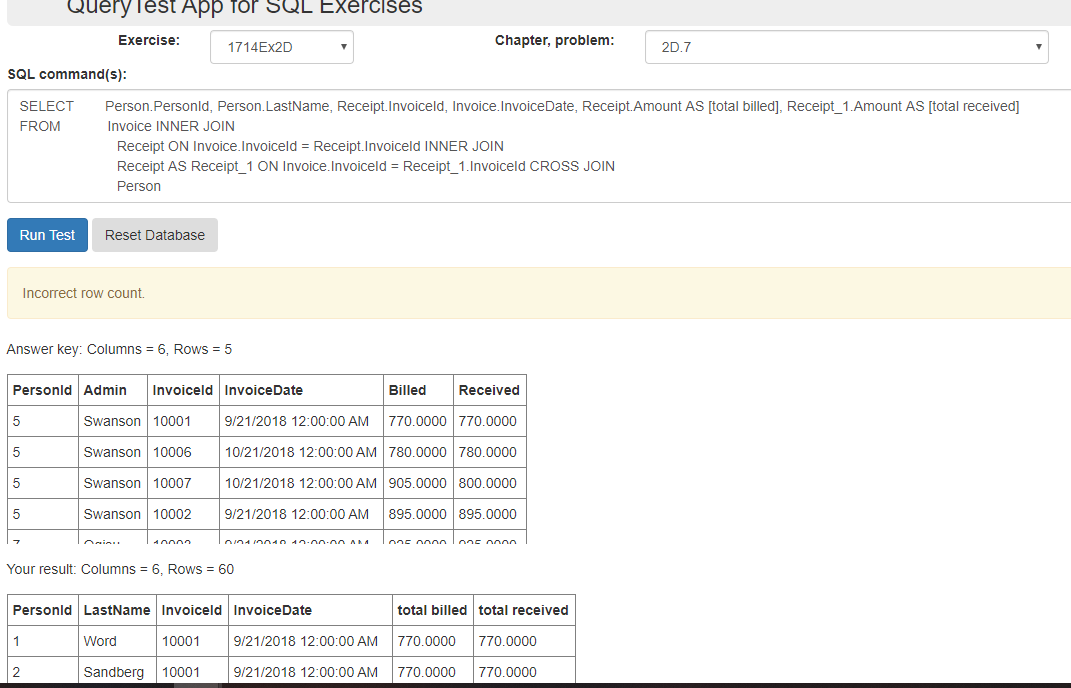 QueryTest App for SQL Exercises
Exercise: 1714Ex2D Chapter, problem: 2D.7
SQL command(s):
SELECT Person.PersonId, Person.LastName, Receipt.InvoiceId, Invoice.InvoiceDate, Receipt.Amount AS [total billed], Receipt_1.Amount AS [total received]
FROM Invoice INNER JOIN
Receipt ON Invoice.InvoiceId = Receipt.InvoiceId INNER JOIN
Receipt AS Receipt_1 ON Invoice.InvoiceId = Receipt_1.InvoiceId CROSS JOIN
Person
Run Test Reset Database
Incorrect row count.
Answer key: Columns = 6, Rows = 5
PersonId Admin InvoiceId InvoiceDate Billed Received
5 Swanson 10001 9/21/2018 12:00:00 AM 770.0000 770.0000
5 Swanson 10006 10/21/2018 12:00:00 AM 780.0000 780.0000
5 Swanson 10007 10/21/2018 12:00:00 AM 905.0000 800.0000
5 Swanson 10002 9/21/2018 12:00:00 AM 895.0000 895.0000
Your result: Columns = 6, Rows = 60
PersonId LastName InvoiceId InvoiceDate total billed total received
1 Word 10001 9/21/2018 12:00:00 AM 770.0000 770.0000
2 Sandberg 10001 9/21/2018 12:00:00 AM 770.0000 770.0000